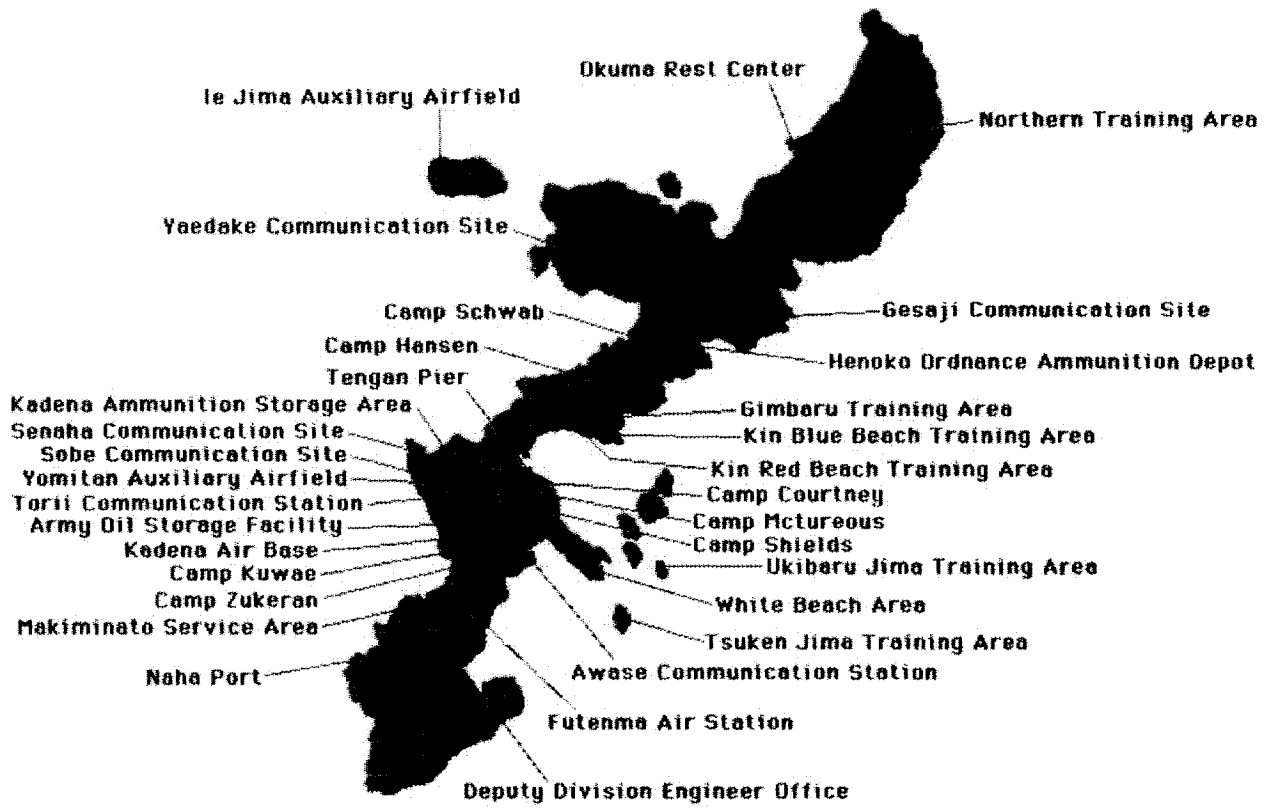 Okuma Rest Center
Ie Jima Auxiliary Airfield
Northern Training Area
Yaedake Communication Site
Camp Schwab
Gesaji Communication Site
Camp Hansen
Henoko Ordnance Ammunition Depot
Tengan Pier
Kadena Ammunition Storage Area
Gimbaru Training Area
Senaha Communication Site
Kin Blue Beach Training Area
Sobe Communication Site
Kin Red Beach Training Area
Yomitan Auxiliary Airfield
Camp Courtney
Torii Communication Station
Camp Mctureous
Army Oil Storage Facility
Camp Shields
Kadena Air Base
Ukibaru Jima Training Area
Camp Kuwae
Camp Zukeran
White Beach Area
Makiminato Service Area
Tsuken Jima Training Area
Naha Port
Awase Communication Station
Futenma Air Station
Deputy Division Engineer Office